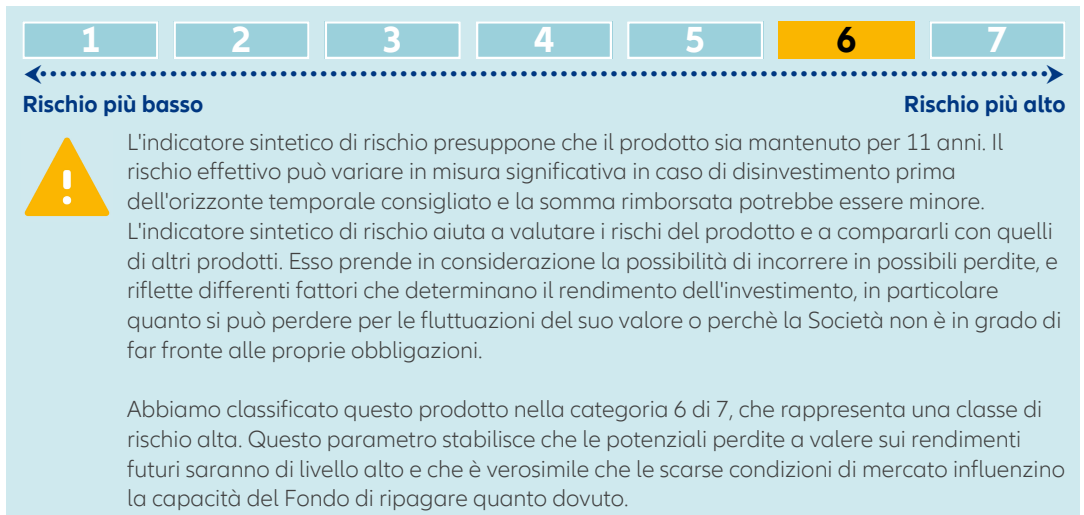 1 2 3 4 5 6 7
Rischio più basso Rischio più alto
L'indicatore sintetico di rischio presuppone che il prodotto sia mantenuto per 11 anni. Il
rischio effettivo può variare in misura significativa in caso di disinvestimento prima
dell'orizzonte temporale consigliato e la somma rimborsata potrebbe essere minore.
L'indicatore sintetico di rischio aiuta a valutare i rischi del prodotto e a compararli con quelli
di altri prodotti. Esso prende in considerazione la possibilità di incorrere in possibili perdite, e
riflette differenti fattori che determinano il rendimento dell'investimento, in particolare
quanto si può perdere per le fluttuazioni del suo valore o perchè la Società non è in grado di
far fronte alle proprie obbligazioni.
Abbiamo classificato questo prodotto nella categoria 6 di 7, che rappresenta una classe di
rischio alta. Questo parametro stabilisce che le potenziali perdite a valere sui rendimenti
futuri saranno di livello alto e che è verosimile che le scarse condizioni di mercato influenzino
la capacità del Fondo di ripagare quanto dovuto.